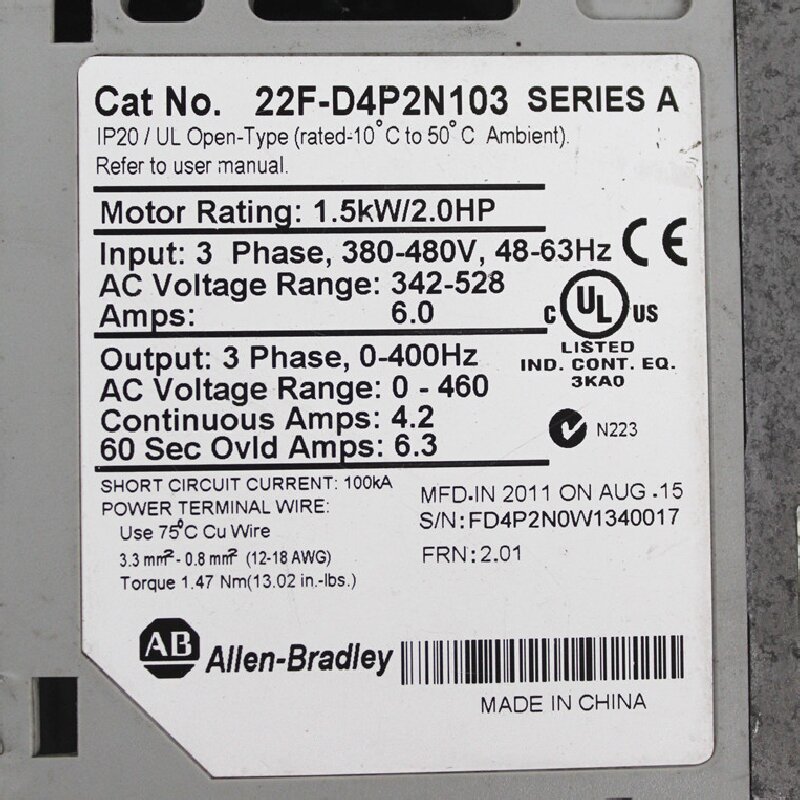 Cat No. 22F-D4P2N103 SERIES A
IP20 / UL Open-Type (rated-10°C to 50°C Ambient).
Refer to user manual.
Motor Rating: 1.5kW/2.0HP
Input: 3 Phase, 380-480V, 48-63Hz CE
AC Voltage Range: 342-528
Amps: 6.0
C UL US
LISTED
IND. CONT. EQ.
3KA0
Output: 3 Phase, 0-400Hz
AC Voltage Range: 0 - 460
Continuous Amps: 4.2
60 Sec Ovld Amps: 6.3
N223
SHORT CIRCUIT CURRENT: 100kA
POWER TERMINAL WIRE:
Use 75°C Cu Wire
3.3 mm² - 0.8 mm² (12-18 AWG)
Torque 1.47 Nm(13.02 in.-lbs.)
MFD.IN 2011 ON AUG .15
S/N: FD4P2N0W1340017
FRN: 2.01
AB Allen-Bradley
MADE IN CHINA